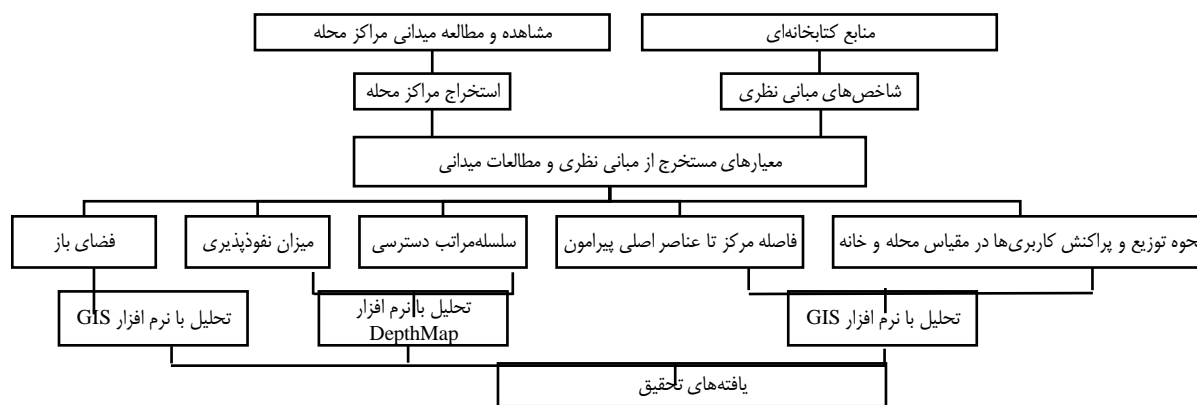 منابع کتابخانه‌ای
مشاهده و مطالعه میدانی مراکز محله
شاخص‌های مبانی نظری
استخراج مراکز محله
معیارهای مستخرج از مبانی نظری و مطالعات میدانی
نحوه توزیع و پراکنش کاربری‌ها در مقیاس محله و خانه
فاصله مرکز تا عناصر اصلی پیرامون
سلسله‌مراتب دسترسی
میزان نفوذپذیری
فضای باز
تحلیل با نرم افزار GIS
تحلیل با نرم افزار
DepthMap
تحلیل با نرم افزار GIS
یافته‌های تحقیق